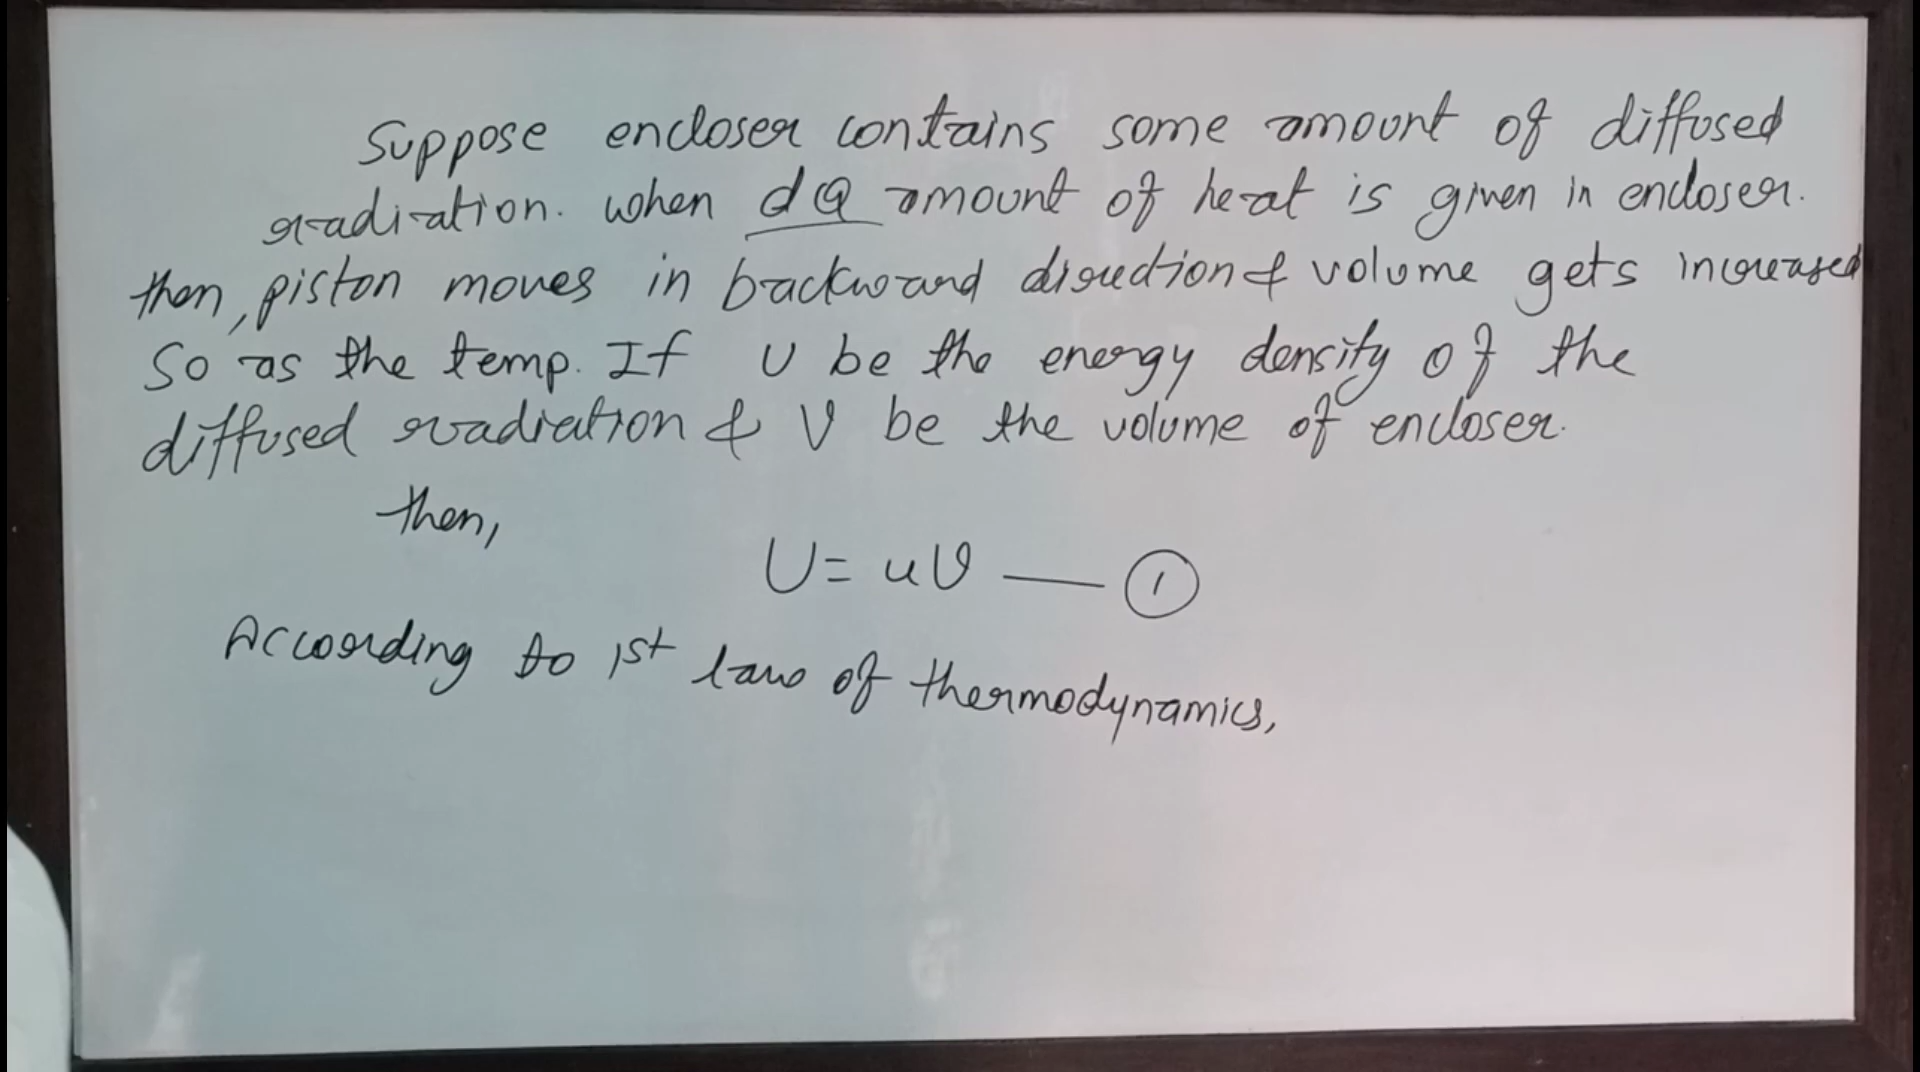 Suppose encloser contains some amount of diffused
radiation. when dQ amount of heat is given in encloser.
then, piston moves in backward direction & volume gets increased
So as the temp. If U be the energy density of the
diffused radiation & V be the volume of encloser.
then,
U = uV — 1
According to 1st law of thermodynamics,